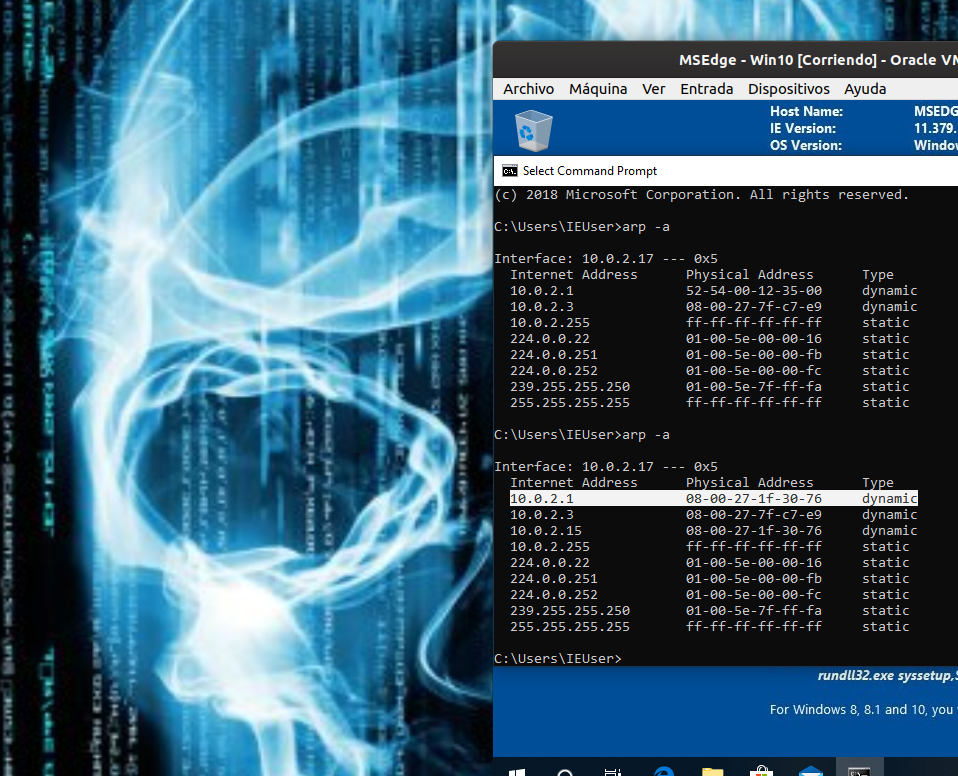 MSEdge - Win10 [Corriendo] - Oracle VM
Archivo Máquina Ver Entrada Dispositivos Ayuda
Host Name: MSEDG
IE Version: 11.379.
OS Version: Window
Select Command Prompt
(c) 2018 Microsoft Corporation. All rights reserved.
C:\Users\IEUser>arp -a
Interface: 10.0.2.17 --- 0x5
Internet Address Physical Address Type
10.0.2.1 52-54-00-12-35-00 dynamic
10.0.2.3 08-00-27-7f-c7-e9 dynamic
10.0.2.255 ff-ff-ff-ff-ff-ff static
224.0.0.22 01-00-5e-00-00-16 static
224.0.0.251 01-00-5e-00-00-fb static
224.0.0.252 01-00-5e-00-00-fc static
239.255.255.250 01-00-5e-7f-ff-fa static
255.255.255.255 ff-ff-ff-ff-ff-ff static
C:\Users\IEUser>arp -a
Interface: 10.0.2.17 --- 0x5
Internet Address Physical Address Type
10.0.2.1 08-00-27-1f-30-76 dynamic
10.0.2.3 08-00-27-7f-c7-e9 dynamic
10.0.2.15 08-00-27-1f-30-76 dynamic
10.0.2.255 ff-ff-ff-ff-ff-ff static
224.0.0.22 01-00-5e-00-00-16 static
224.0.0.251 01-00-5e-00-00-fb static
224.0.0.252 01-00-5e-00-00-fc static
239.255.255.250 01-00-5e-7f-ff-fa static
255.255.255.255 ff-ff-ff-ff-ff-ff static
C:\Users\IEUser>
rundll32.exe syssetup,S
For Windows 8, 8.1 and 10, you